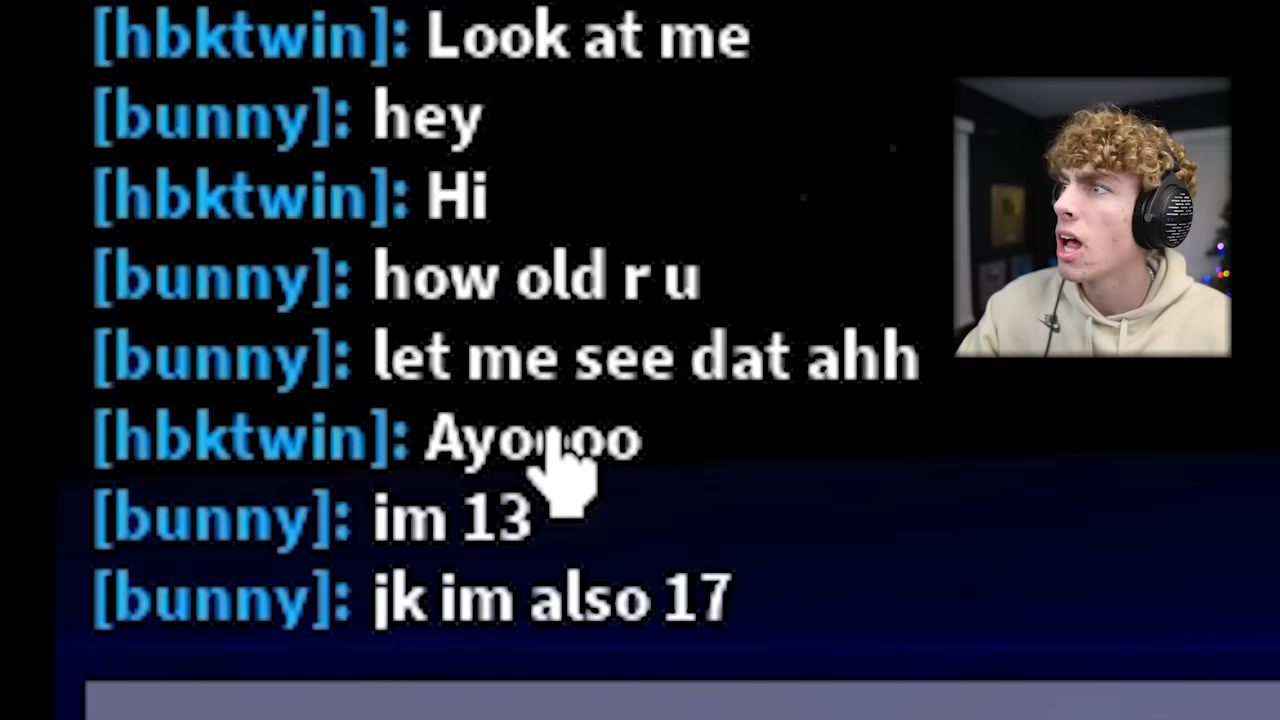 [hbktwin]: Look at me
[bunny]: hey
[hbktwin]: Hi
[bunny]: how old r u
[bunny]: let me see dat ahh
[hbktwin]: Ayoooo
[bunny]: im 13
[bunny]: jk im also 17